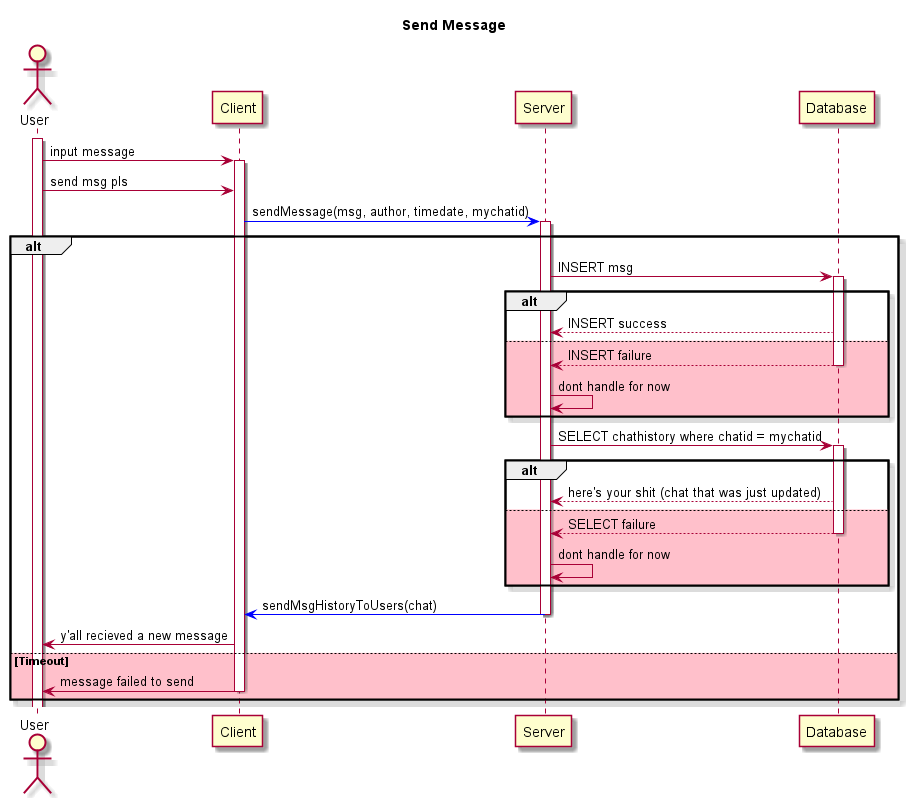 Send Message
User
Client
Server
Database
input message
send msg pls
sendMessage(msg, author, timedate, mychatid)
alt
INSERT msg
alt
INSERT success
INSERT failure
dont handle for now
SELECT chathistory where chatid = mychatid
alt
here's your shit (chat that was just updated)
SELECT failure
dont handle for now
sendMsgHistoryToUsers(chat)
y'all recieved a new message
[Timeout]
message failed to send
User
Client
Server
Database